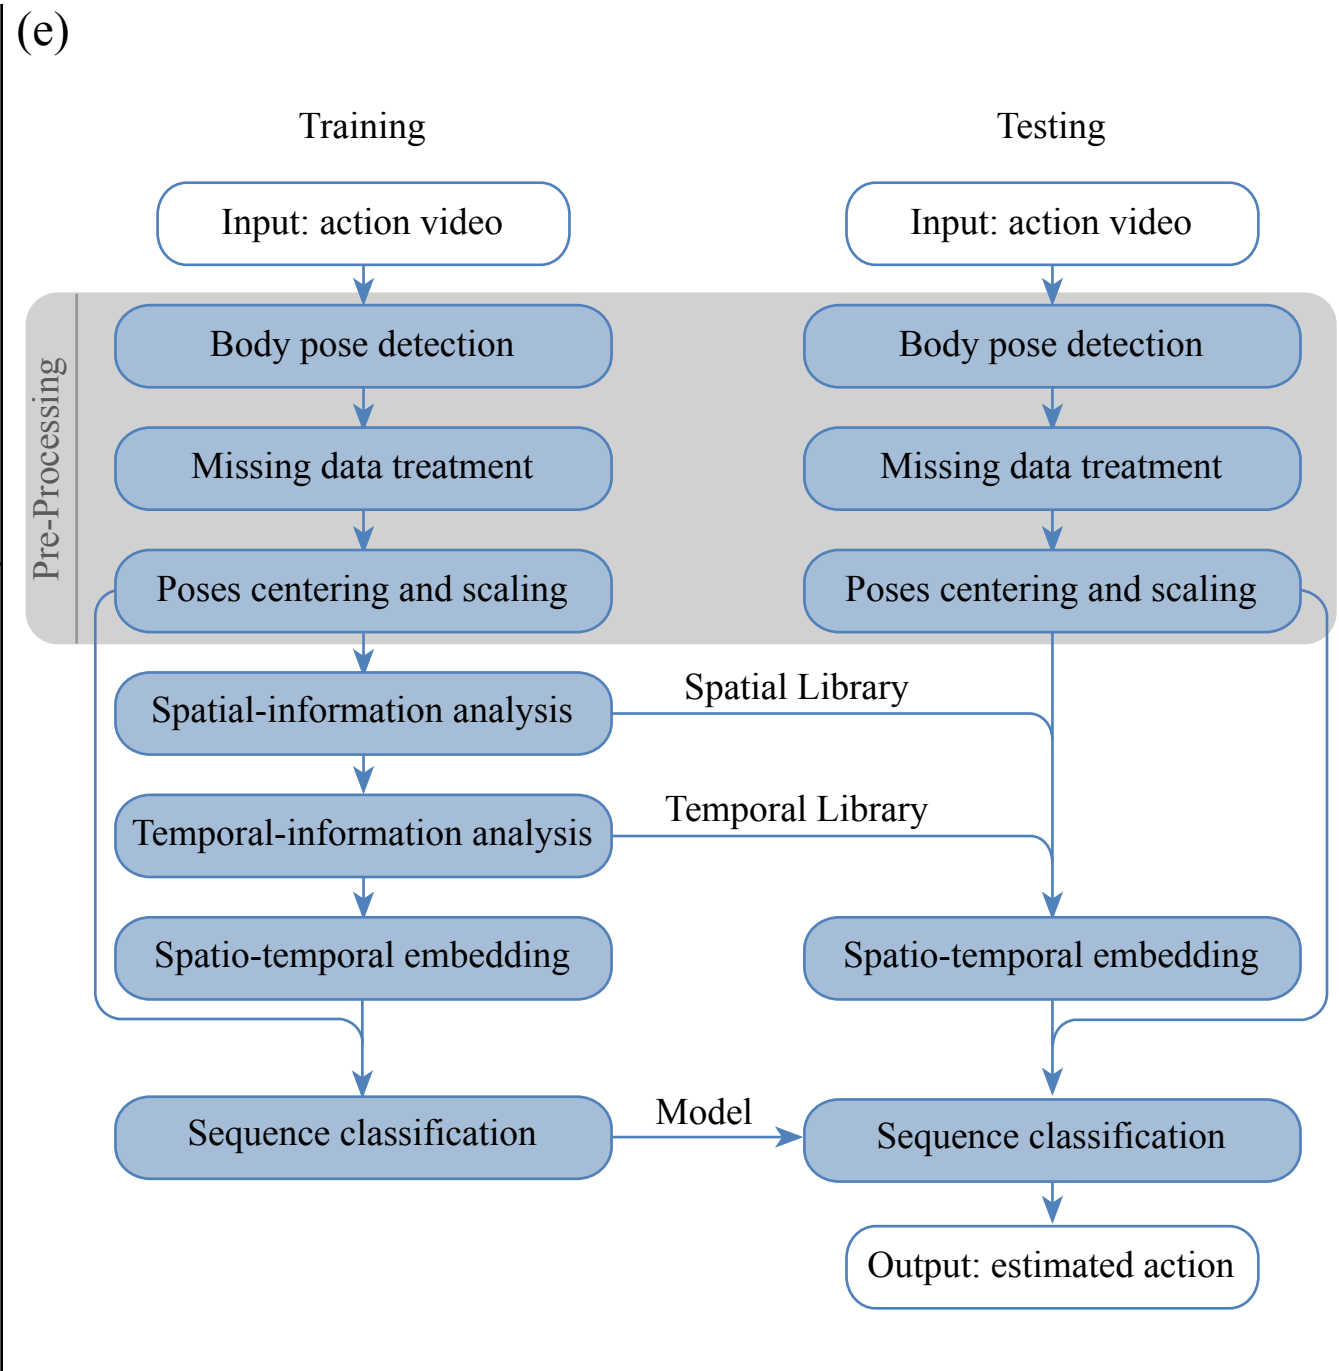 (e)
Training
Testing
Input: action video
Input: action video
Pre-Processing
Body pose detection
Body pose detection
Missing data treatment
Missing data treatment
Poses centering and scaling
Poses centering and scaling
Spatial-information analysis
Spatial Library
Temporal-information analysis
Temporal Library
Spatio-temporal embedding
Spatio-temporal embedding
Sequence classification
Model
Sequence classification
Output: estimated action